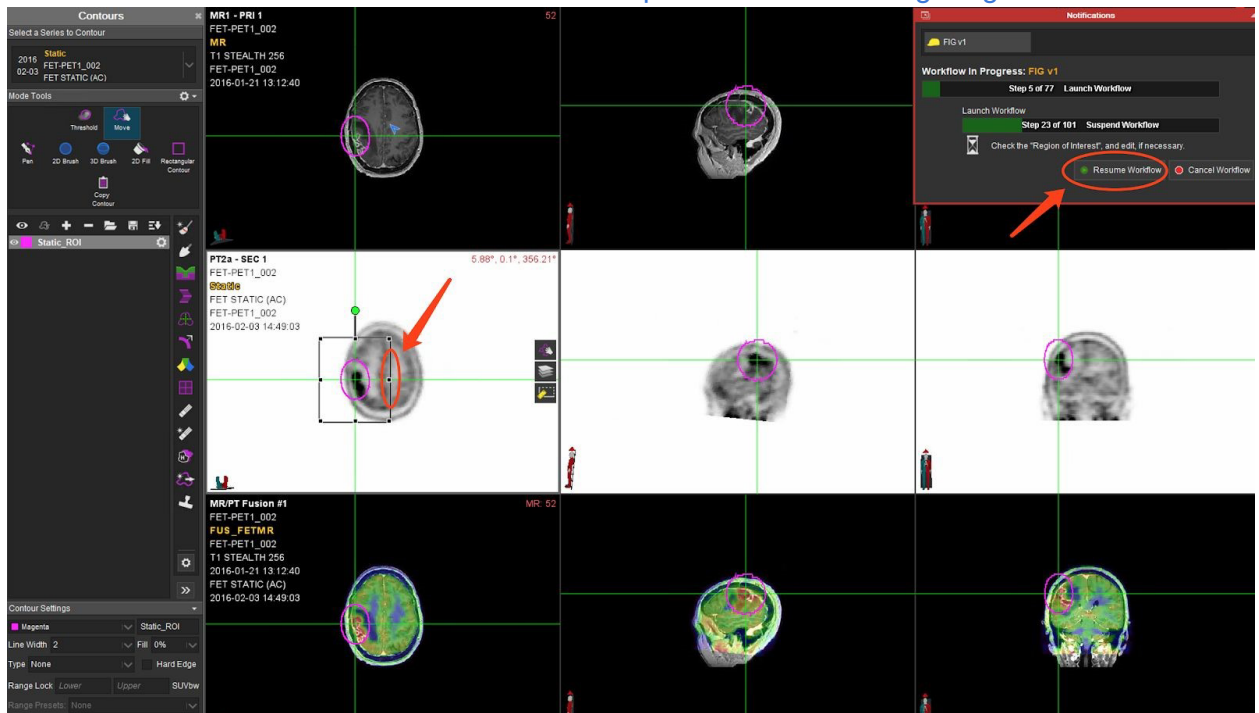 Contours
Select a Series to Contour
2016
02-03
Static
FET-PET1_002
FET STATIC (AC)
Mode Tools
Threshold
Move
Pen
2D Brush
3D Brush
2D Fill
Rectangular
Contour
Copy
Contour
Static_ROI
Contour Settings
Magenta
Static_ROI
Line Width 2
Fill 0%
Type None
Hard Edge
Range Lock Lower Upper SUVbw
Range Presets: None
MR1 - PRI 1
52
FET-PET1_002
MR
T1 STEALTH 256
FET-PET1_002
2016-01-21 13:12:40
PT2a - SEC 1
5.88°, 0.1°, 356.21°
FET-PET1_002
Static
FET STATIC (AC)
FET-PET1_002
2016-02-03 14:49:03
MR/PT Fusion #1
MR: 52
FET-PET1_002
FUS_FETMR
FET-PET1_002
T1 STEALTH 256
2016-01-21 13:12:40
FET STATIC (AC)
2016-02-03 14:49:03
Notifications
FIG v1
Workflow In Progress: FIG v1
Step 5 of 77 Launch Workflow
Launch Workflow
Step 23 of 101 Suspend Workflow
Check the "Region of Interest", and edit, if necessary.
Resume Workflow
Cancel Workflow